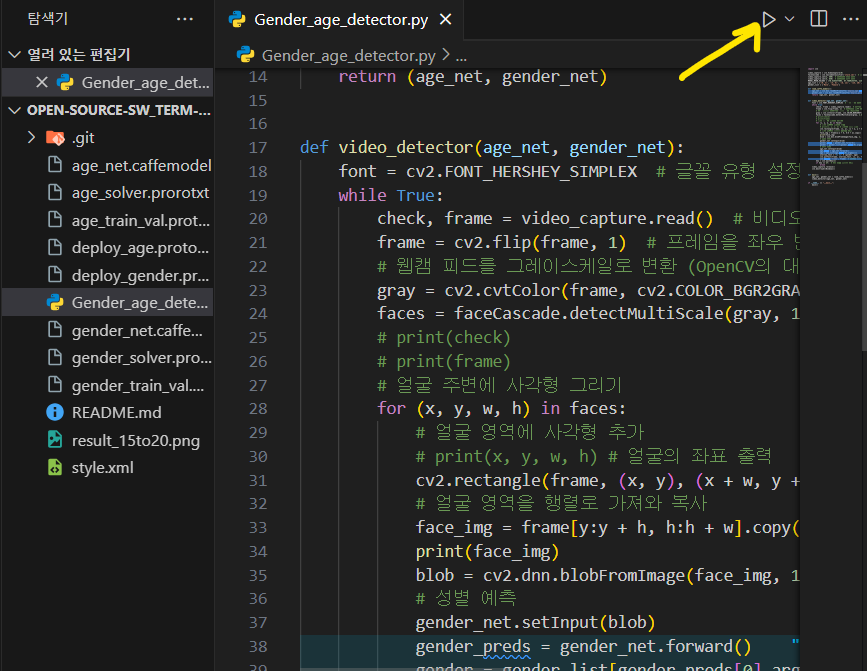 탐색기
···
열려 있는 편집기
Gender_age_det...
OPEN-SOURCE-SW_TERM-...
.git
age_net.caffemodel
age_solver.prorotxt
age_train_val.prot...
deploy_age.proto...
deploy_gender.pr...
Gender_age_dete...
gender_net.caffe...
gender_solver.pro...
gender_train_val....
README.md
result_15to20.png
style.xml
Gender_age_detector.py
Gender_age_detector.py > ...
14 return (age_net, gender_net)
15
16
17 def video_detector(age_net, gender_net):
18 font = cv2.FONT_HERSHEY_SIMPLEX # 글꼴 유형 설정
19 while True:
20 check, frame = video_capture.read() # 비디오
21 frame = cv2.flip(frame, 1) # 프레임을 좌우
22 # 웹캠 피드를 그레이스케일로 변환 (OpenCV의 대
23 gray = cv2.cvtColor(frame, cv2.COLOR_BGR2GRA
24 faces = faceCascade.detectMultiScale(gray, 1
25 # print(check)
26 # print(frame)
27 # 얼굴 주변에 사각형 그리기
28 for (x, y, w, h) in faces:
29 # 얼굴 영역에 사각형 추가
30 # print(x, y, w, h) # 얼굴의 좌표 출력
31 cv2.rectangle(frame, (x, y), (x + w, y +
32 # 얼굴 영역을 행렬로 가져와 복사
33 face_img = frame[y:y + h, h:h + w].copy(
34 print(face_img)
35 blob = cv2.dnn.blobFromImage(face_img, 1
36 # 성별 예측
37 gender_net.setInput(blob)
38 gender_preds = gender_net.forward() "
39 gender = gender_list[gender_preds[0].arg